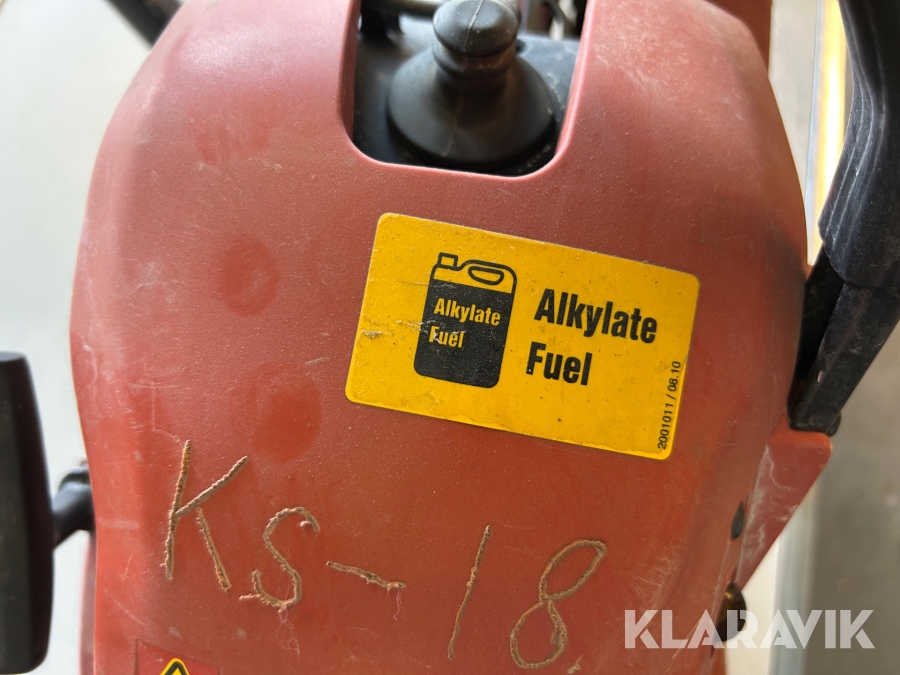 Alkylate
Fuel
Alkylate
Fuel
2001011 / 08.10
KS-18
KLARAVIK